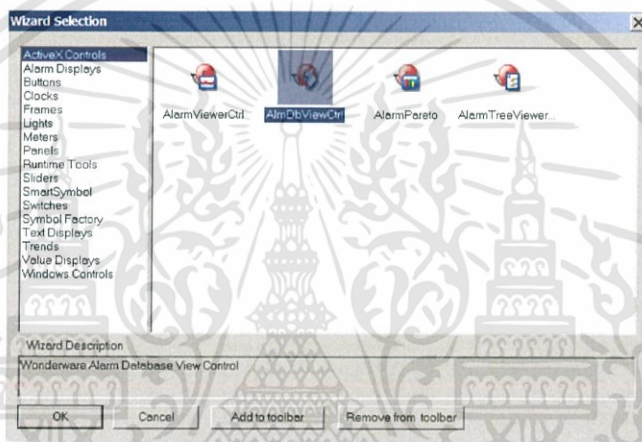 Wizard Selection
ActiveX Controls
Alarm Displays
Buttons
Clocks
Frames
Lights
Meters
Panels
Runtime Tools
Sliders
SmartSymbol
Switches
Symbol Factory
Text Displays
Trends
Value Displays
Windows Controls
AlarmViewerCtrl
AlmDbViewCtrl
AlarmPareto
AlarmTreeViewer...
Wizard Description
Wonderware Alarm Database View Control
OK
Cancel
Add to toolbar
Remove from toolbar